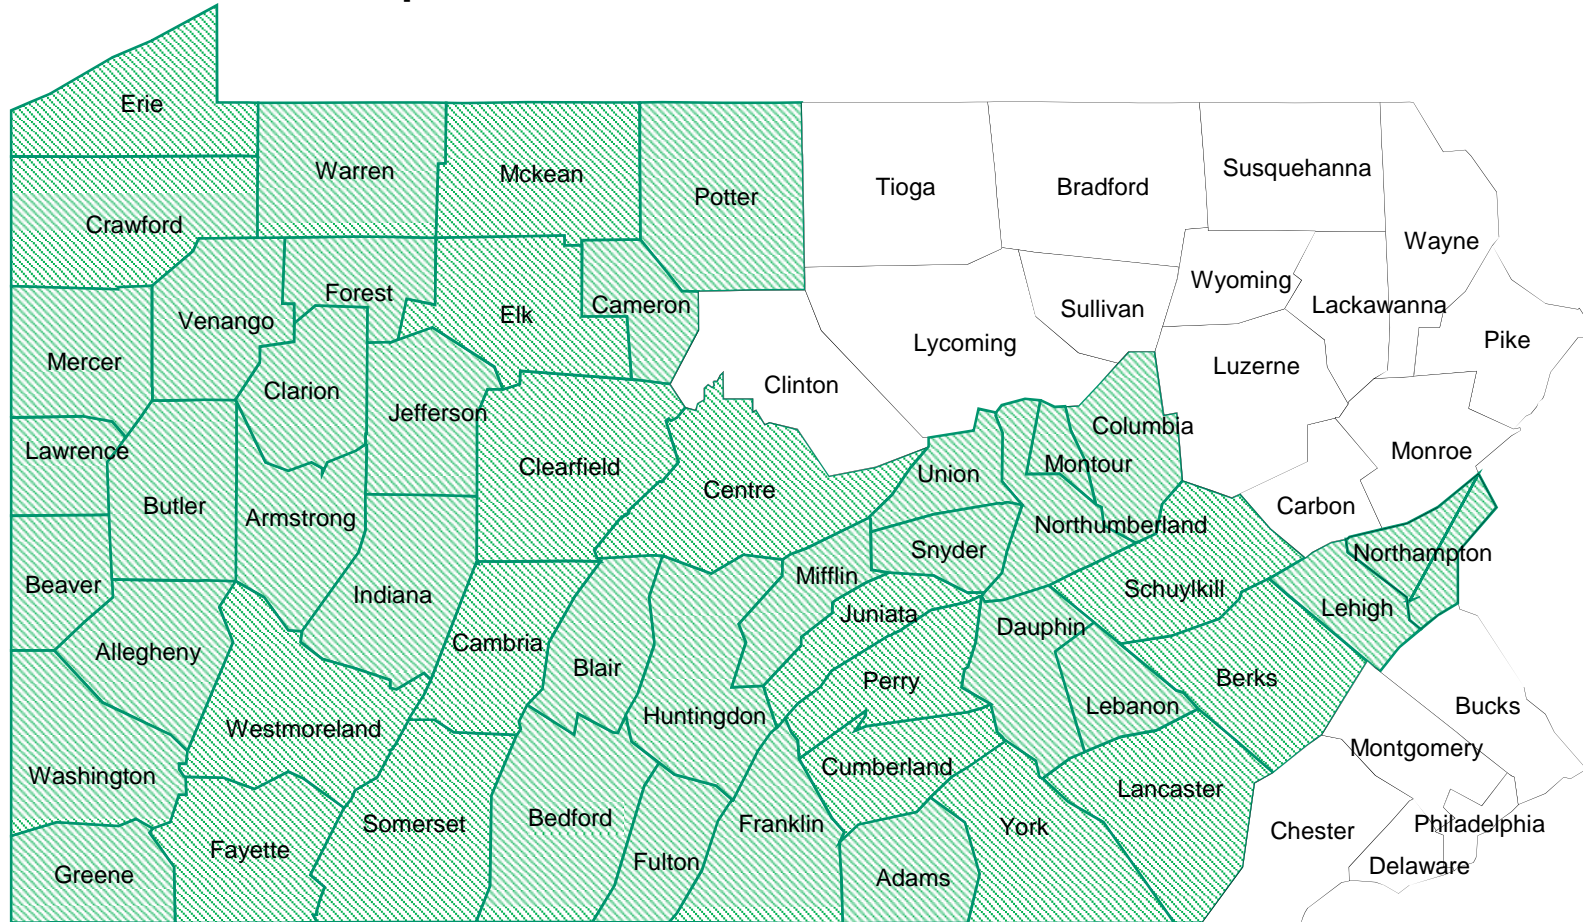 Erie
Warren
Mckean
Potter
Tioga
Bradford
Susquehanna
Crawford
Wayne
Forest
Venango
Elk
Cameron
Wyoming
Lackawanna
Sullivan
Mercer
Lycoming
Pike
Luzerne
Clarion
Clinton
Jefferson
Columbia
Lawrence
Monroe
Clearfield
Montour
Union
Centre
Butler
Carbon
Armstrong
Northumberland
Snyder
Northampton
Beaver
Mifflin
Indiana
Schuylkill
Lehigh
Juniata
Dauphin
Cambria
Allegheny
Blair
Perry
Berks
Lebanon
Bucks
Huntingdon
Westmoreland
Montgomery
Cumberland
Washington
Lancaster
Bedford
Somerset
Franklin
York
Chester
Philadelphia
Fayette
Fulton
Delaware
Greene
Adams